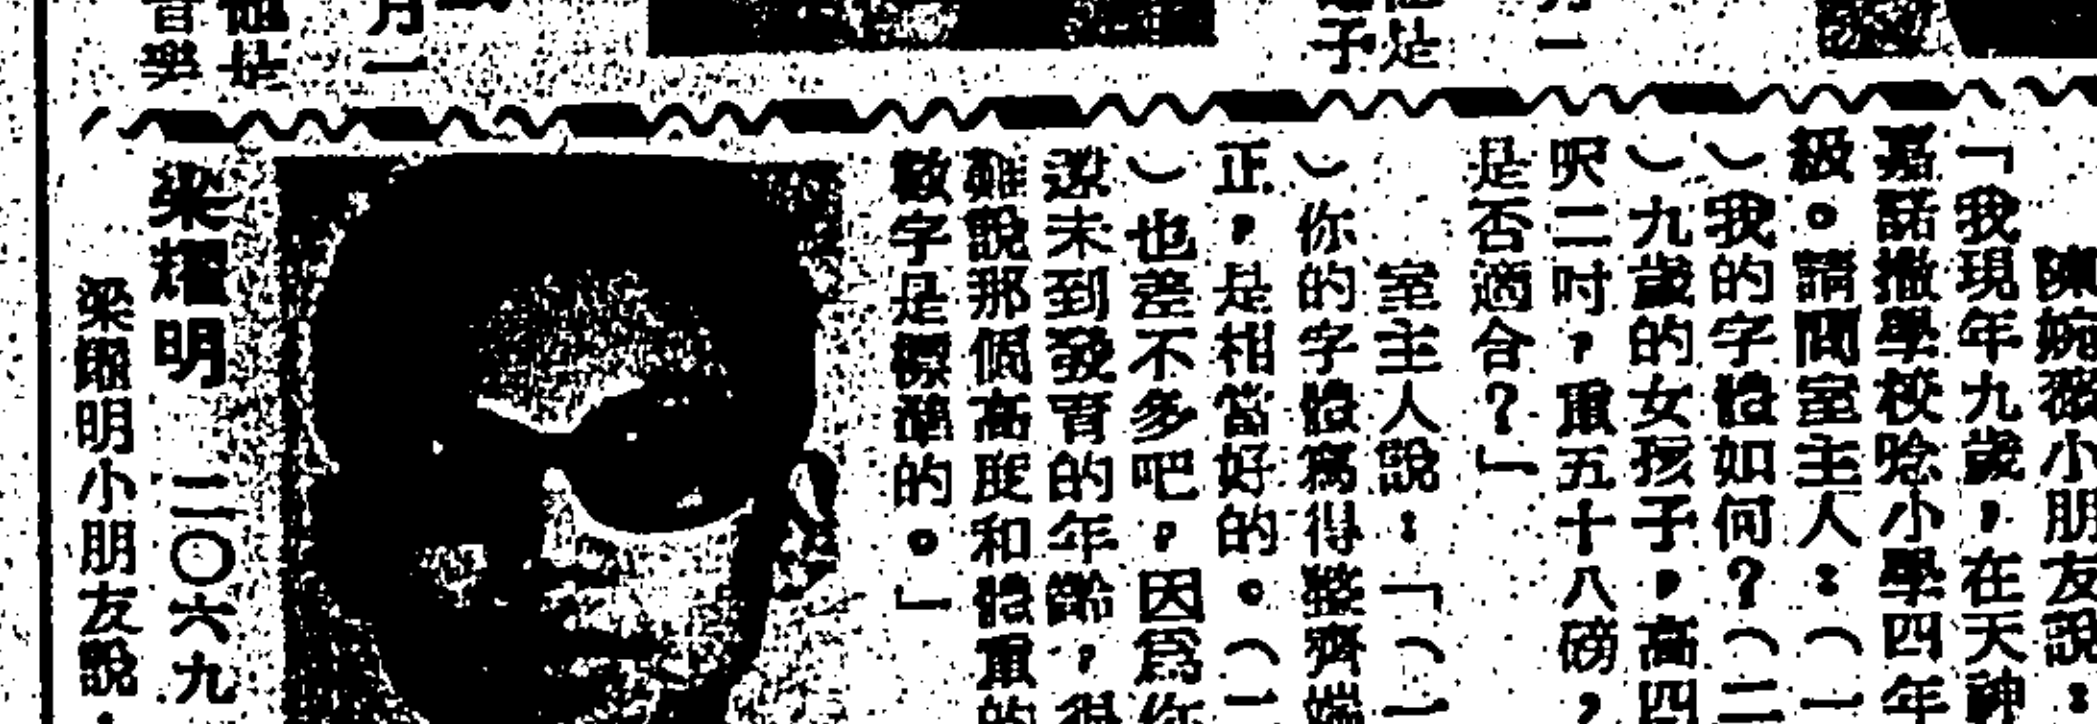 陳婉薇小朋友說:
「我現年九歲,在天神
嘉諾撒學校唸小學四年
級。請問室主人:(一
)我的字體如何?(二
)九歲的女孩子,高四
呎二吋,重五十八磅,
是否適合?」
室主人說:「(一
)你的字體寫得整齊端
正,是相當好的。(二
)也差不多吧,因為你
還未到發育的年齡,很
難說那個高度和體重的
數字是標準的。」
梁耀明 二〇六九
梁耀明小朋友說: